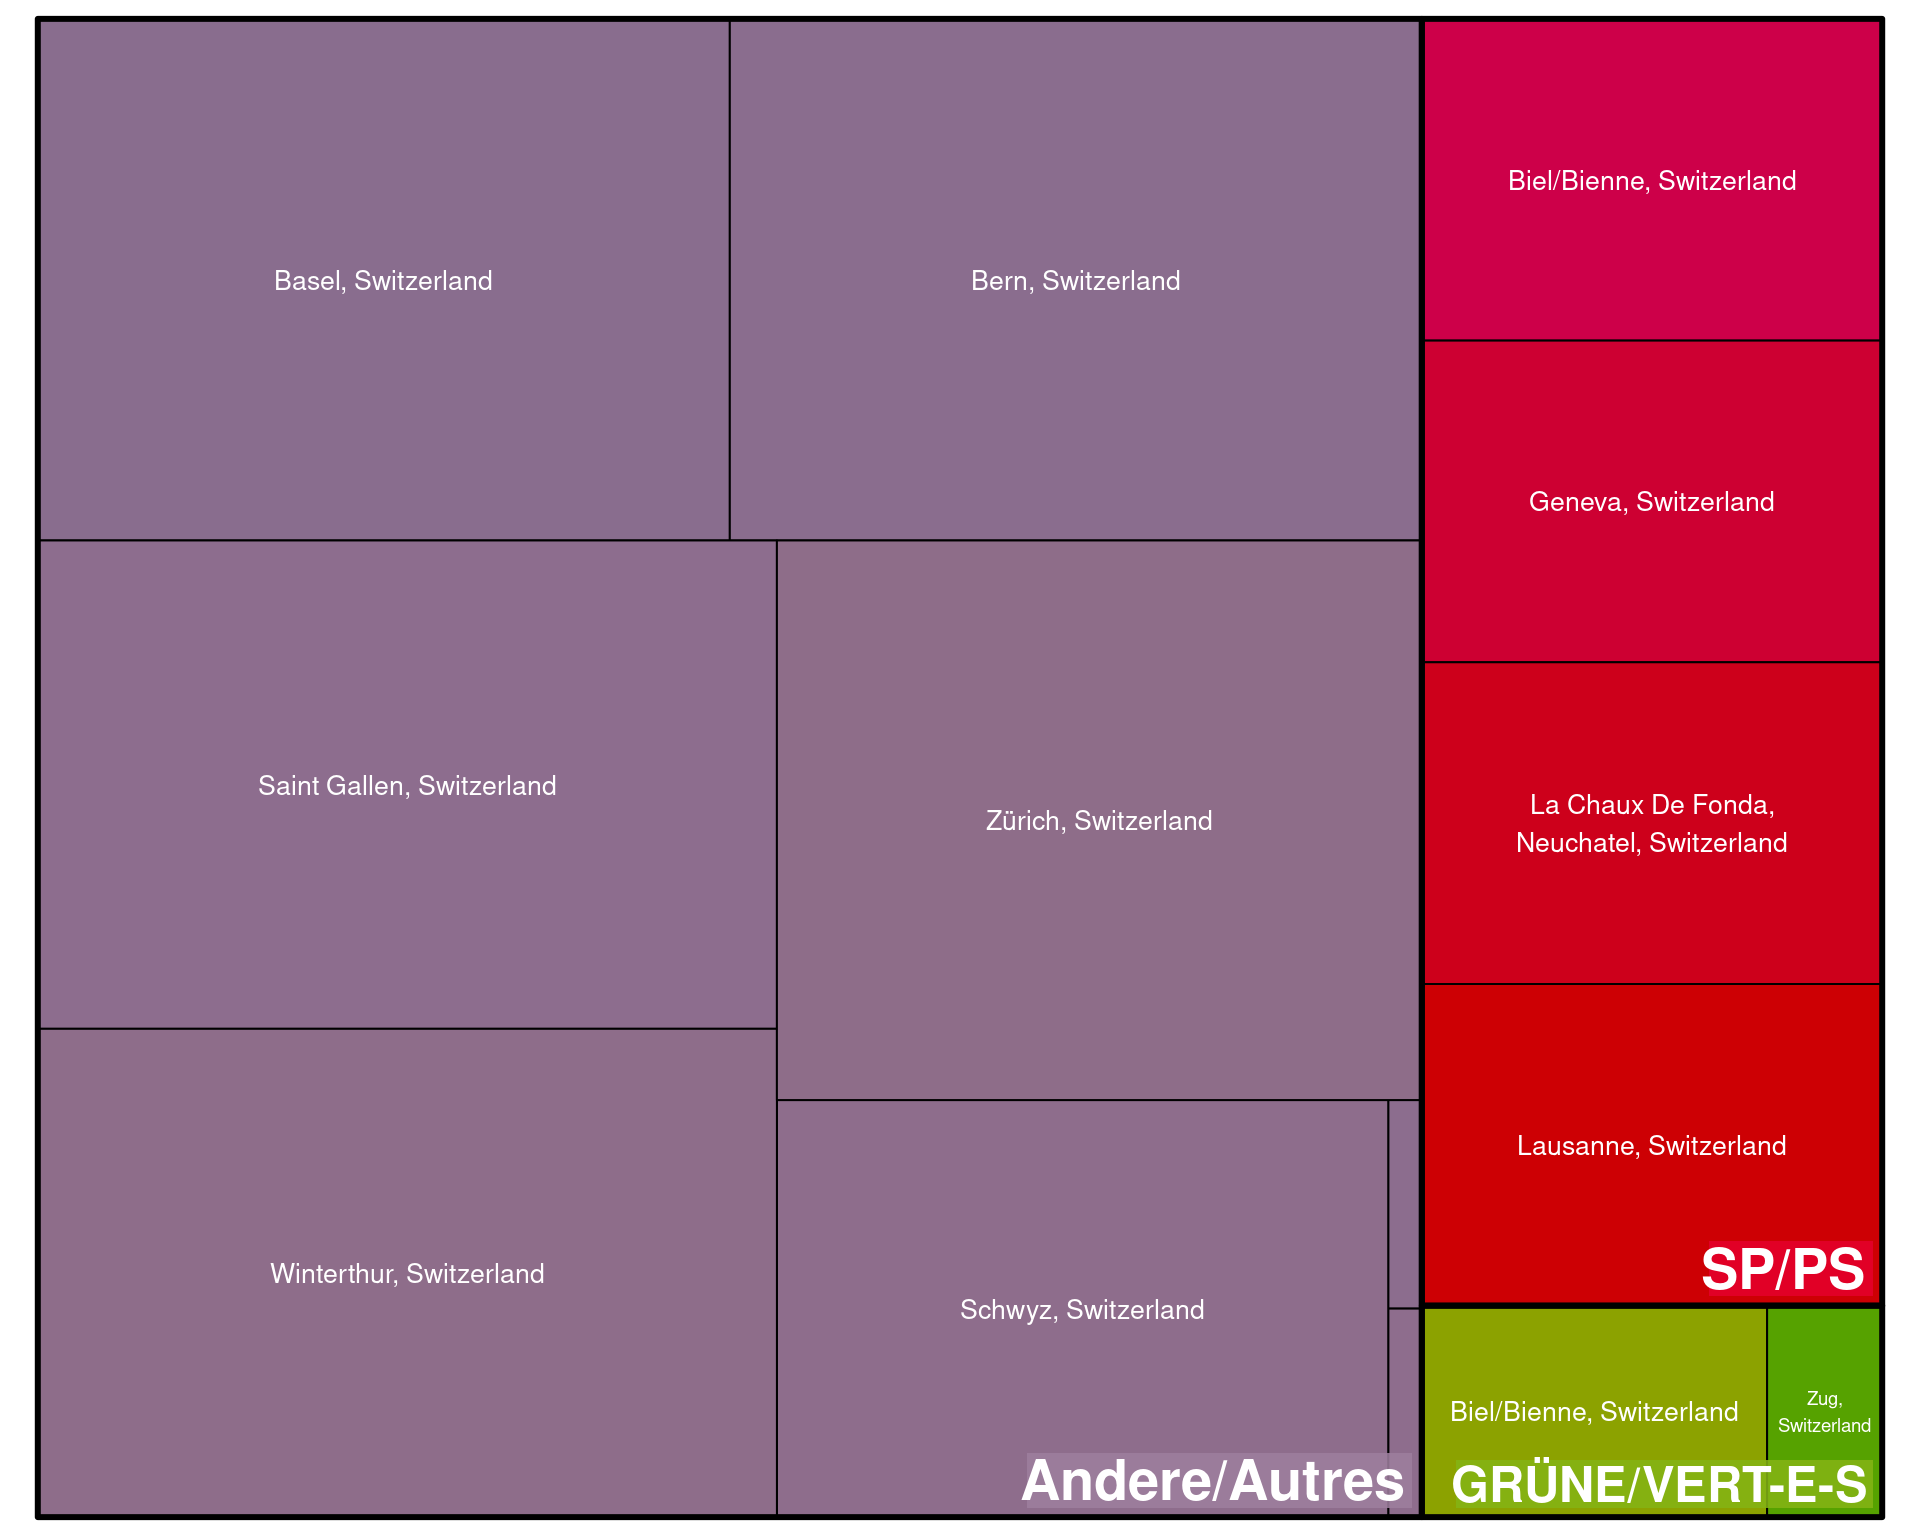 Basel, Switzerland
Bern, Switzerland
Biel/Bienne, Switzerland
Geneva, Switzerland
Saint Gallen, Switzerland
Zürich, Switzerland
La Chaux De Fonda,
Neuchatel, Switzerland
Lausanne, Switzerland
SP/PS
Winterthur, Switzerland
Schwyz, Switzerland
Andere/Autres
Biel/Bienne, Switzerland
Zug,
Switzerland
GRÜNE/VERT-E-S